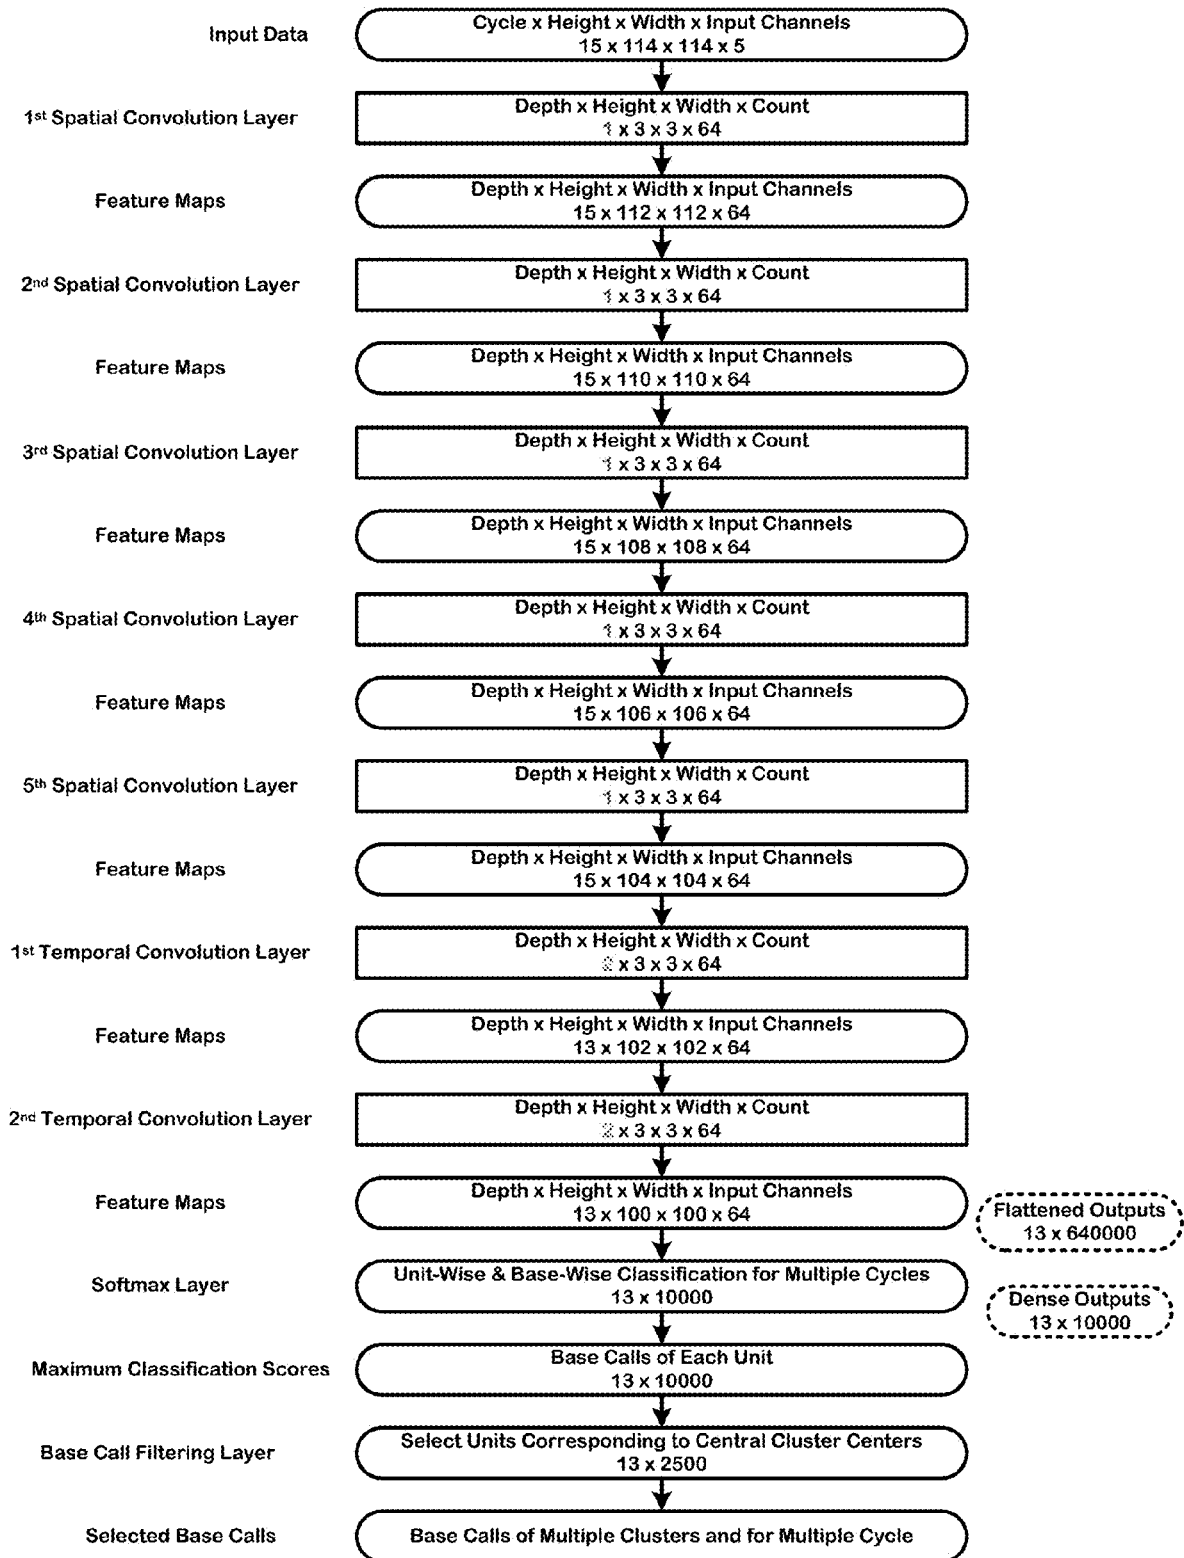 Input Data
Cycle x Height x Width x Input Channels
15 x 114 x 114 x 5
1st Spatial Convolution Layer
Depth x Height x Width x Count
1 x 3 x 3 x 64
Feature Maps
Depth x Height x Width x Input Channels
15 x 112 x 112 x 64
2nd Spatial Convolution Layer
Depth x Height x Width x Count
1 x 3 x 3 x 64
Feature Maps
Depth x Height x Width x Input Channels
15 x 110 x 110 x 64
3rd Spatial Convolution Layer
Depth x Height x Width x Count
1 x 3 x 3 x 64
Feature Maps
Depth x Height x Width x Input Channels
15 x 108 x 108 x 64
4th Spatial Convolution Layer
Depth x Height x Width x Count
1 x 3 x 3 x 64
Feature Maps
Depth x Height x Width x Input Channels
15 x 106 x 106 x 64
5th Spatial Convolution Layer
Depth x Height x Width x Count
1 x 3 x 3 x 64
Feature Maps
Depth x Height x Width x Input Channels
15 x 104 x 104 x 64
1st Temporal Convolution Layer
Depth x Height x Width x Count
2 x 3 x 3 x 64
Feature Maps
Depth x Height x Width x Input Channels
13 x 102 x 102 x 64
2nd Temporal Convolution Layer
Depth x Height x Width x Count
2 x 3 x 3 x 64
Feature Maps
Depth x Height x Width x Input Channels
13 x 100 x 100 x 64
Flattened Outputs
13 x 640000
Softmax Layer
Unit-Wise & Base-Wise Classification for Multiple Cycles
13 x 10000
Dense Outputs
13 x 10000
Maximum Classification Scores
Base Calls of Each Unit
13 x 10000
Base Call Filtering Layer
Select Units Corresponding to Central Cluster Centers
13 x 2500
Selected Base Calls
Base Calls of Multiple Clusters and for Multiple Cycle